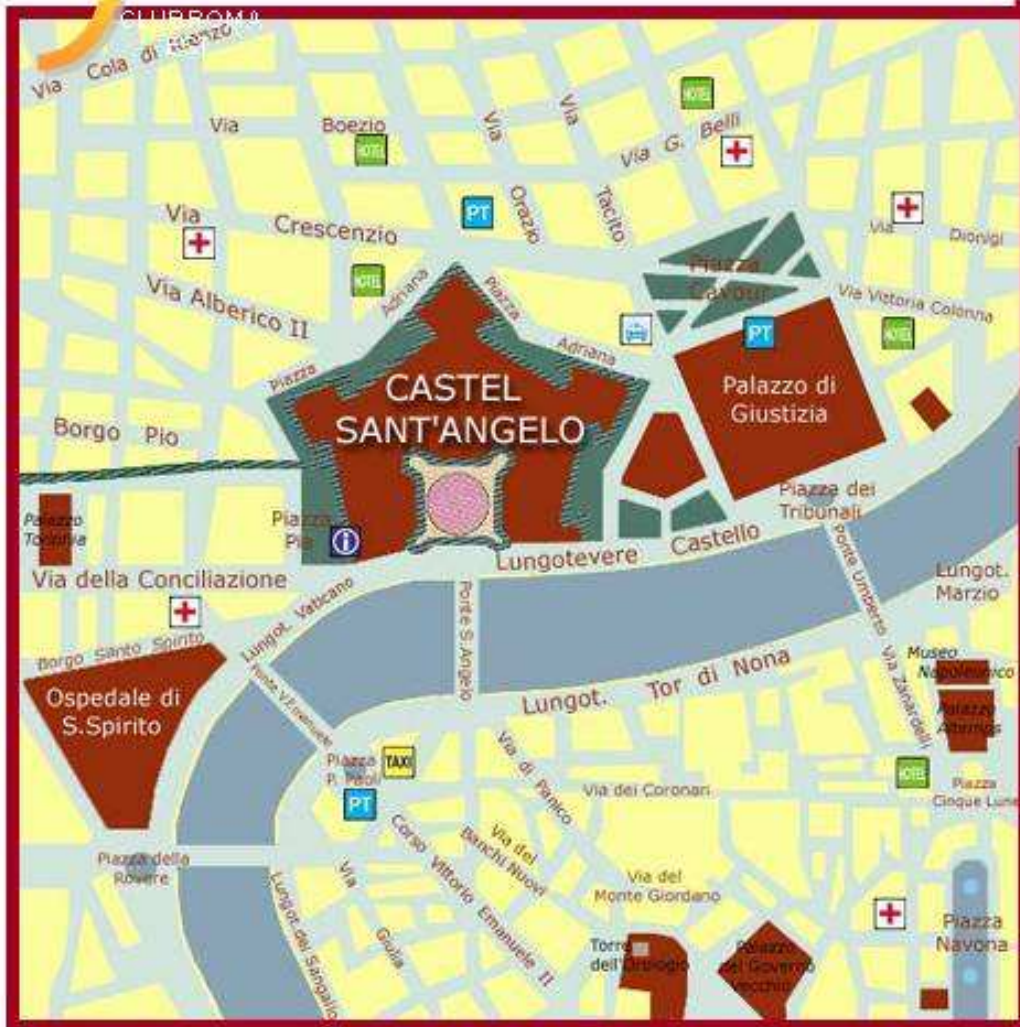 CLUBROMA
Via Cola di Rienzo
HOTEL
Via Boezio
HOTEL
Via
Via
Via G. Belli
PT
Orazio
Tacito
Via
Crescenzio
Via Dionigi
HOTEL
Adriana
Piazza
Piazza
Cavour
Via Alberico II
Via Vittoria Colonna
PT
HOTEL
Adriana
Piazza
CASTEL
SANT'ANGELO
Palazzo di
Giustizia
Borgo Pio
Piazza dei
Tribunali
Palazzo
Torlonia
Piazza
Pia
i
Lungotevere Castello
Via della Conciliazione
Lungot. Vaticano
Ponte S.Angelo
Ponte Umberto
Lungot.
Marzio
Borgo Santo Spirito
Ponte V.Emanuele
Lungot. Tor di Nona
Via Zanardelli
Museo
Napoleonico
Ospedale di
S.Spirito
Palazzo
Altemps
Piazza
P. Paoli
TAXI
PT
Via di Panico
Via dei Coronari
HOTEL
Piazza
Cinque Lune
Corso Vittorio Emanuele II
Via dei
Banchi Nuovi
Piazza della
Rovere
Via
Giulia
Lungot.dei Sangallo
Via del
Monte Giordano
Piazza
Navona
Torre
dell'Orologio
Palazzo
del Governo
Vecchio